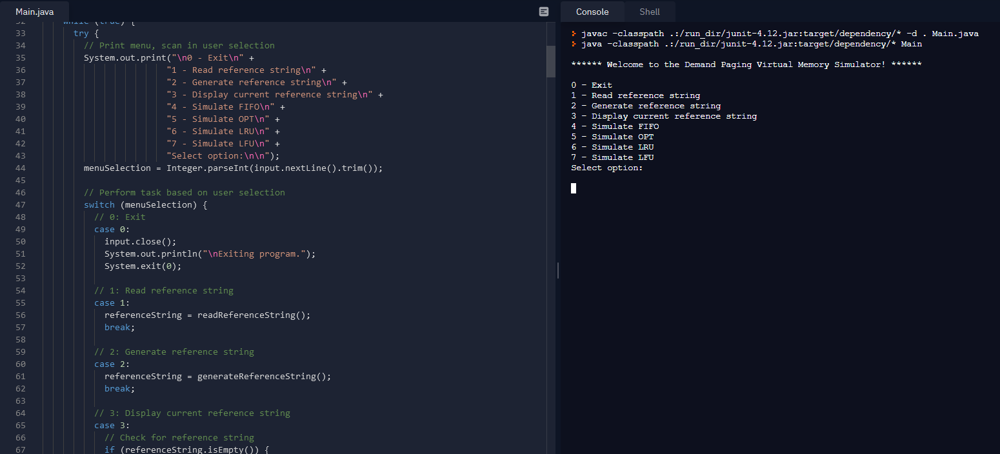 Main.java
32 while (true) {
33 try {
34 // Print menu, scan in user selection
35 System.out.print("\n0 - Exit\n" +
36 "1 - Read reference string\n" +
37 "2 - Generate reference string\n" +
38 "3 - Display current reference string\n" +
39 "4 - Simulate FIFO\n" +
40 "5 - Simulate OPT\n" +
41 "6 - Simulate LRU\n" +
42 "7 - Simulate LFU\n" +
43 "Select option:\n\n");
44 menuSelection = Integer.parseInt(input.nextLine().trim());
45
46 // Perform task based on user selection
47 switch (menuSelection) {
48 // 0: Exit
49 case 0:
50 input.close();
51 System.out.println("\nExiting program.");
52 System.exit(0);
53
54 // 1: Read reference string
55 case 1:
56 referenceString = readReferenceString();
57 break;
58
59 // 2: Generate reference string
60 case 2:
61 referenceString = generateReferenceString();
62 break;
63
64 // 3: Display current reference string
65 case 3:
66 // Check for reference string
67 if (referenceString.isEmpty()) {
Console Shell
> javac -classpath .:/run_dir/junit-4.12.jar:target/dependency/* -d . Main.java
> java -classpath .:/run_dir/junit-4.12.jar:target/dependency/* Main
****** Welcome to the Demand Paging Virtual Memory Simulator! ******
0 - Exit
1 - Read reference string
2 - Generate reference string
3 - Display current reference string
4 - Simulate FIFO
5 - Simulate OPT
6 - Simulate LRU
7 - Simulate LFU
Select option: